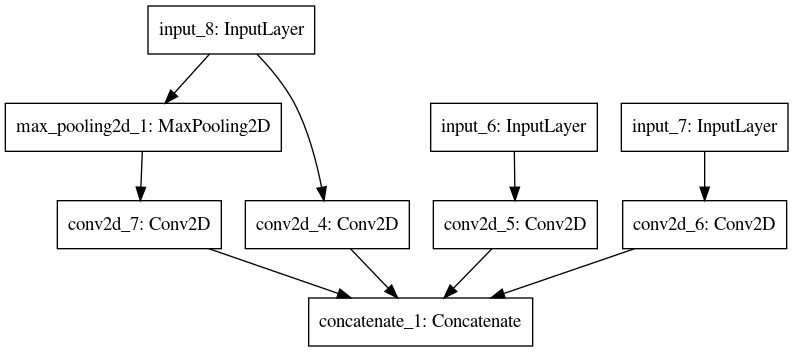 input_8: InputLayer
max_pooling2d_1: MaxPooling2D
input_6: InputLayer
input_7: InputLayer
conv2d_7: Conv2D
conv2d_4: Conv2D
conv2d_5: Conv2D
conv2d_6: Conv2D
concatenate_1: Concatenate